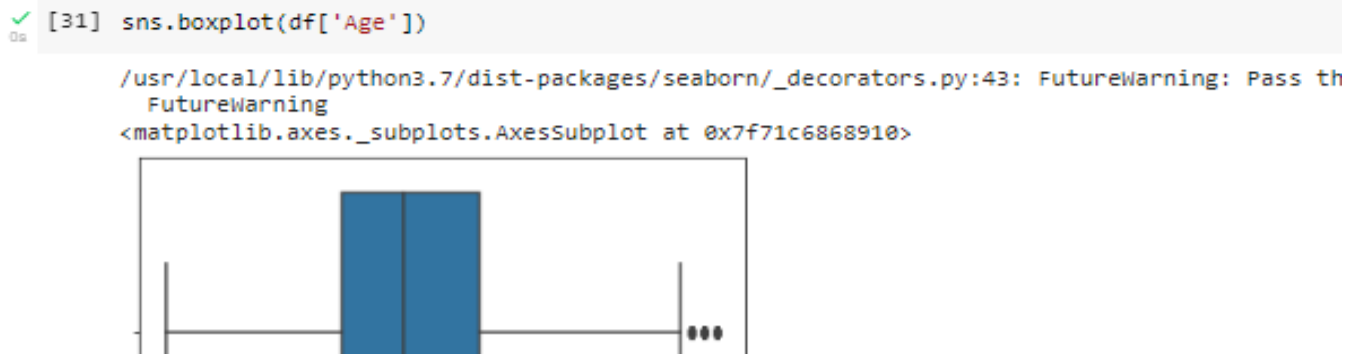 [31] sns.boxplot(df['Age'])
0s
/usr/local/lib/python3.7/dist-packages/seaborn/_decorators.py:43: FutureWarning: Pass th
FutureWarning
<matplotlib.axes._subplots.AxesSubplot at 0x7f71c6868910>